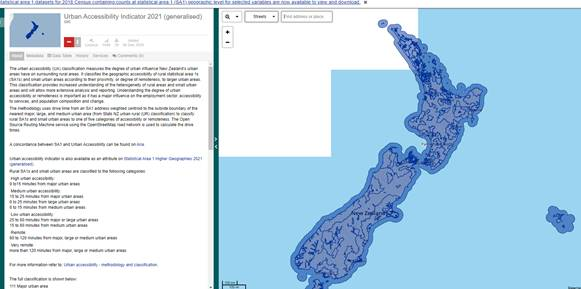 statistical area 1 datasets for 2018 Census containing counts at statistical area 1 (SA1) geographic level for selected variables are now available to view and download.
Urban Accessibility Indicator 2021 (generalised)
Streets
Find address or place
Metadata Data Table History Services Comments (0)
The urban accessibility (UA) classification measures the degree of urban influence New Zealand's urban
areas have on surrounding rural areas. It classifies the geographic accessibility of rural statistical area 1s
(SA1s) and small urban areas according to their proximity, or degree of remoteness, to larger urban areas.
This classification provides increased understanding of the heterogeneity of rural areas and small urban
areas and will allow more extensive analysis and reporting. Understanding the degree of urban
accessibility or remoteness is important as it has a major influence on the employment sector, accessibility
to services, and population composition and change.
The methodology uses drive time from an SA1 address weighted centroid to the outside boundary of the
nearest major, large, and medium urban area (from Stats NZ urban rural (UR) classification) to classify
rural SA1s and small urban areas to one of five categories of accessibility or remoteness. The Open
Source Routing Machine service using the OpenStreetMap road network is used to calculate the drive
times.
A concordance between SA1 and Urban Accessibility can be found on Aria
Urban accessibility indicator is also available as an attribute on Statistical Area 1 Higher Geographies 2021
(generalised).
Rural SA1s and small urban areas are classified to the following categories
High urban accessibility:
0 to 15 minutes from major urban areas
Medium urban accessibility:
15 to 25 minutes from major urban areas
6 to 25 minutes from large urban areas
0 to 15 minutes from medium urban areas
Low urban accessibility
25 to 60 minutes from major or large urban areas
15 to 60 minutes from medium urban areas
Remote
60 to 120 minutes from major, large or medium urban areas
Very remote
more than 120 minutes from major, large or medium urban areas
For more information refer to: Urban accessibility - methodology and classification.
The full classification is shown below:
111 Major urban area
New Zealand